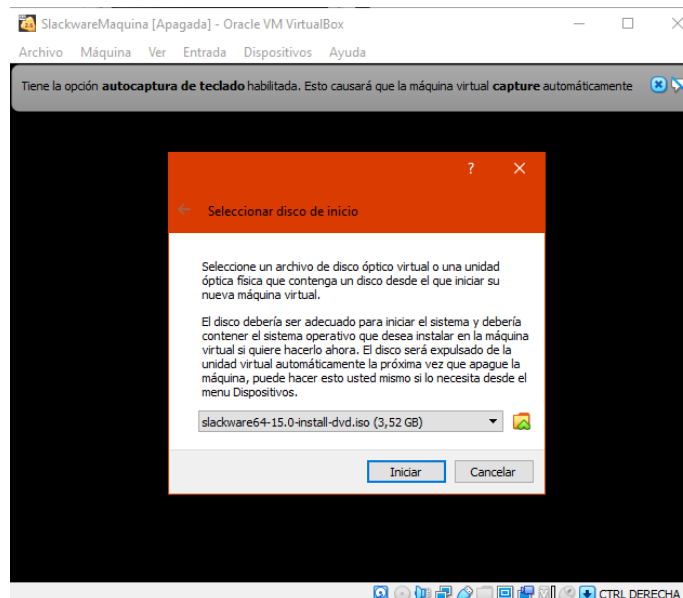 SlackwareMaquina [Apagada] - Oracle VM VirtualBox
Archivo Máquina Ver Entrada Dispositivos Ayuda
Tiene la opción autocaptura de teclado habilitada. Esto causará que la máquina virtual capture automáticamente
?
Seleccionar disco de inicio
Seleccione un archivo de disco óptico virtual o una unidad
óptica física que contenga un disco desde el que iniciar su
nueva máquina virtual.
El disco debería ser adecuado para iniciar el sistema y debería
contener el sistema operativo que desea instalar en la máquina
virtual si quiere hacerlo ahora. El disco será expulsado de la
unidad virtual automáticamente la próxima vez que apague la
máquina, puede hacer esto usted mismo si lo necesita desde el
menu Dispositivos.
slackware64-15.0-install-dvd.iso (3,52 GB)
Iniciar Cancelar
CTRL DERECHA